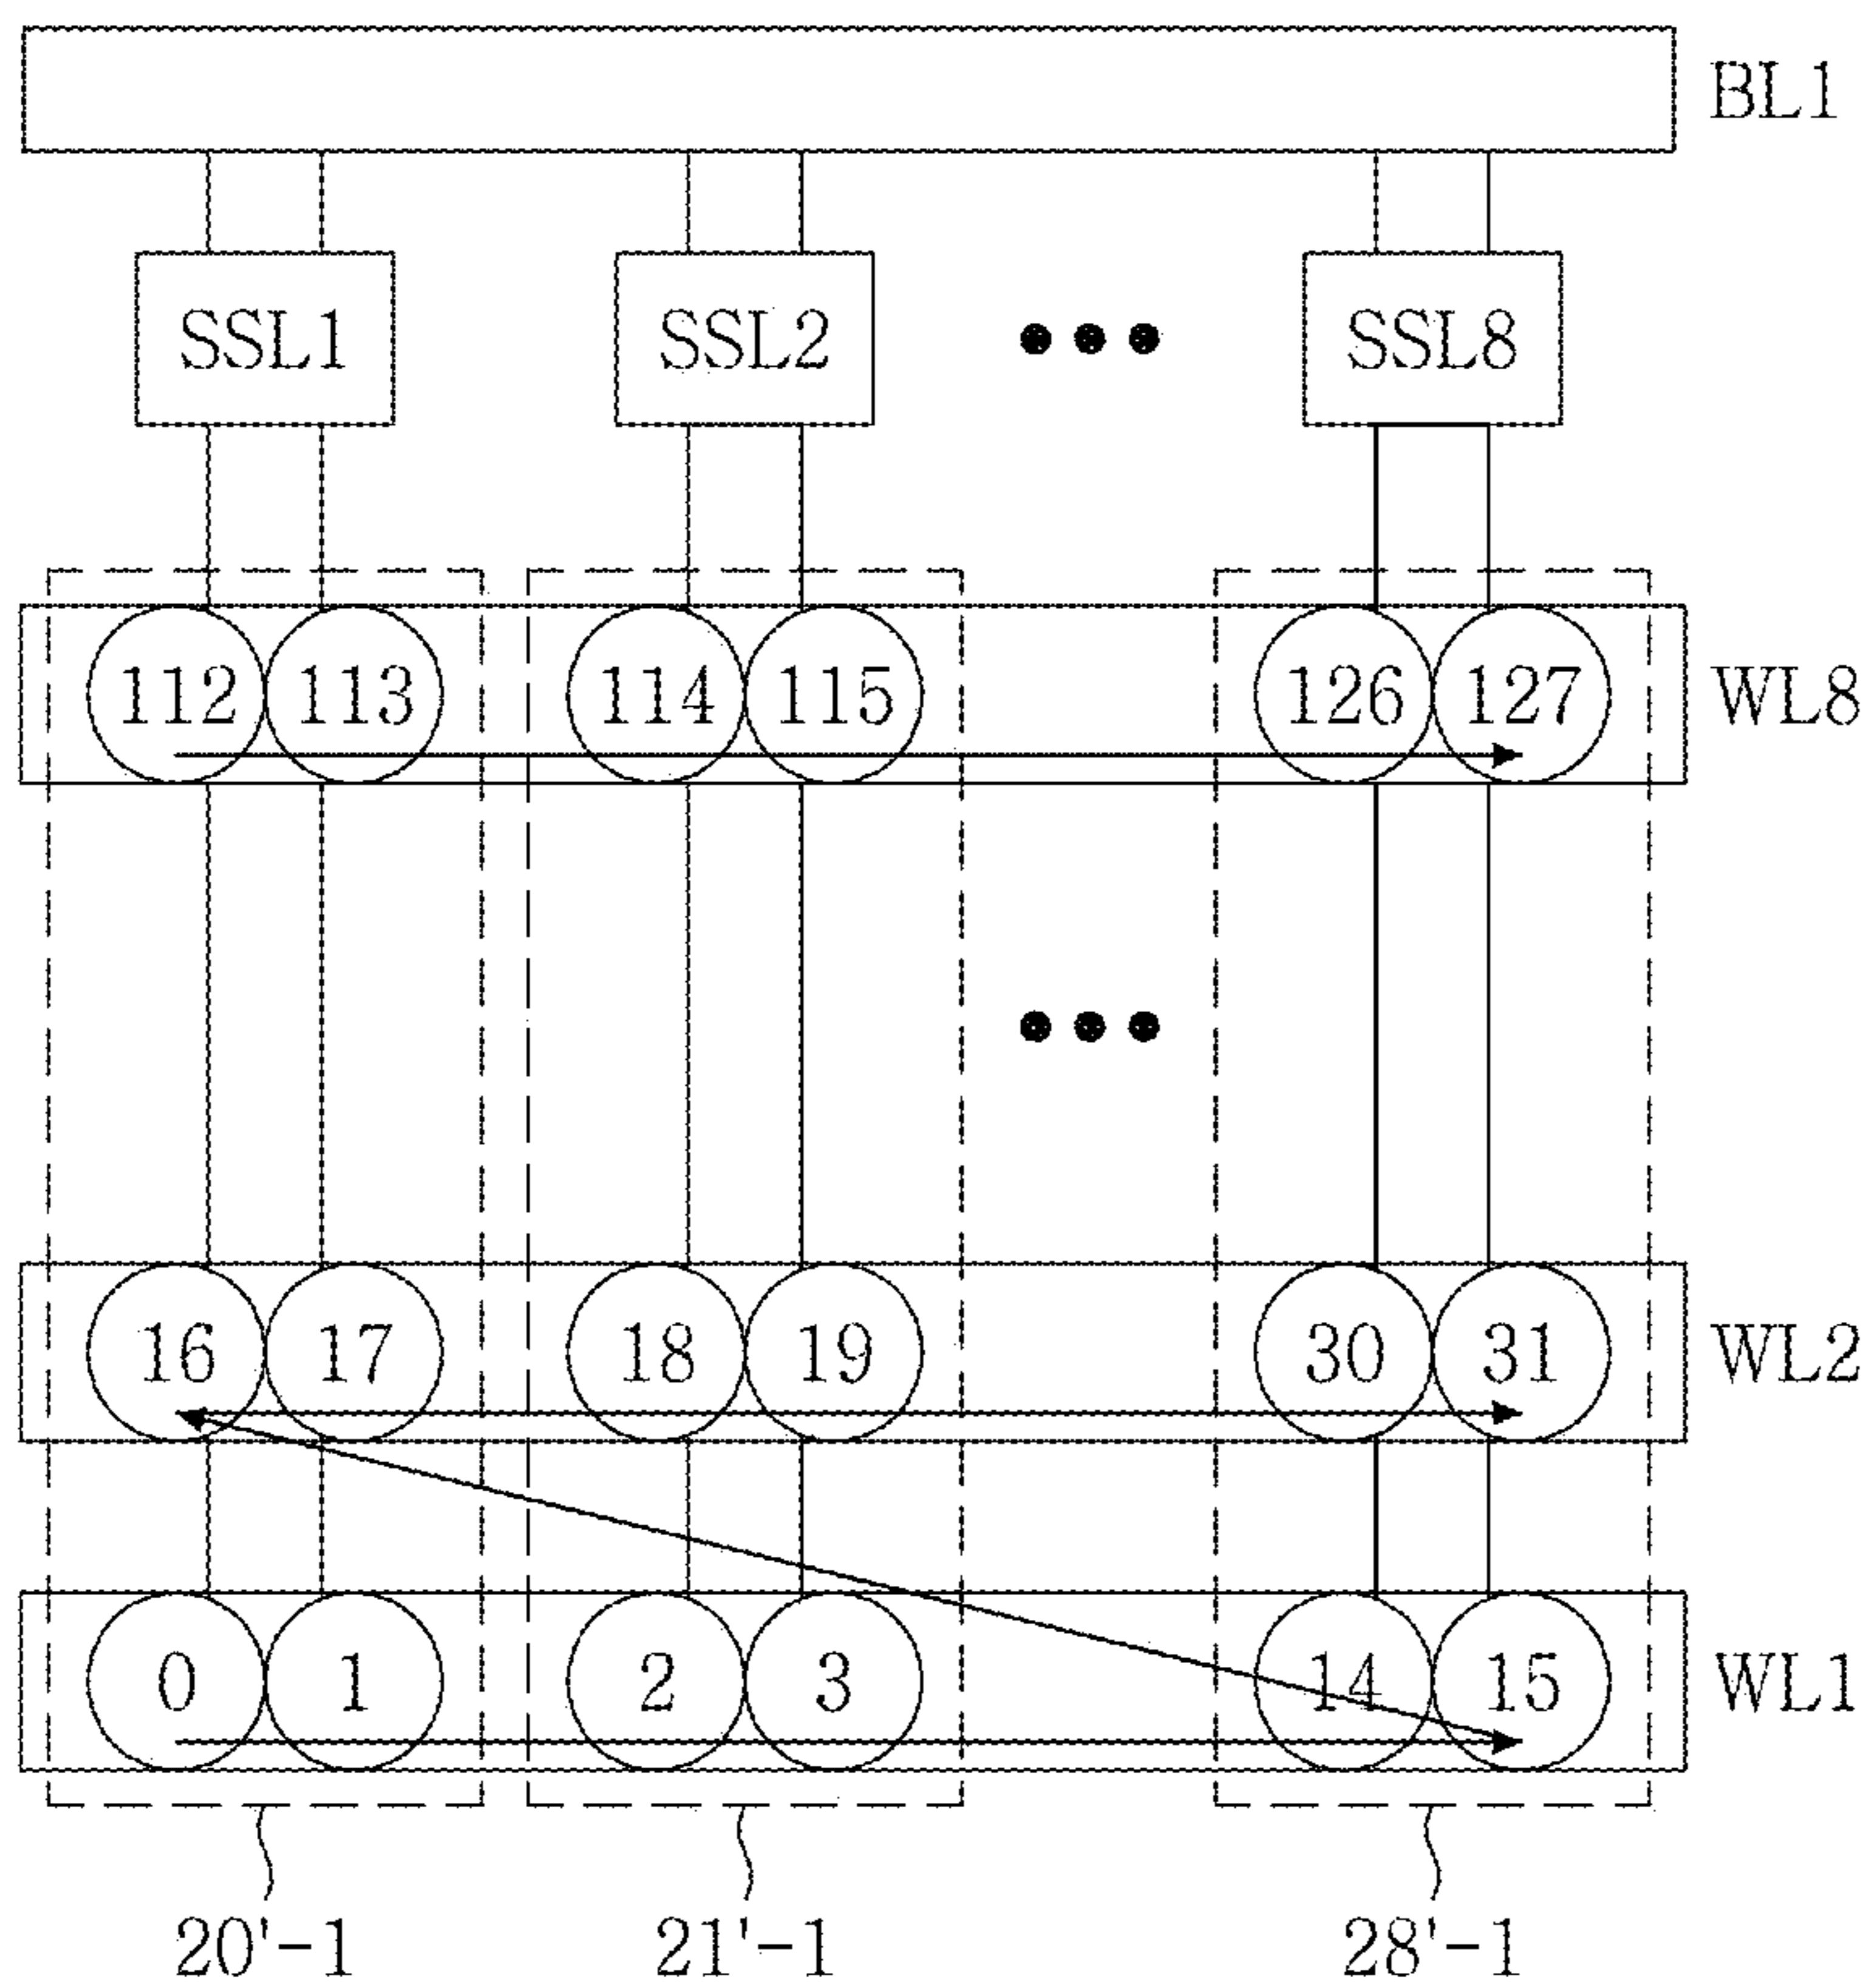 BL1
SSL1 SSL2 SSL8
112 113 114 115 126 127 WL8
16 17 18 19 30 31 WL2
0 1 2 3 14 15 WL1
20'-1 21'-1 28'-1